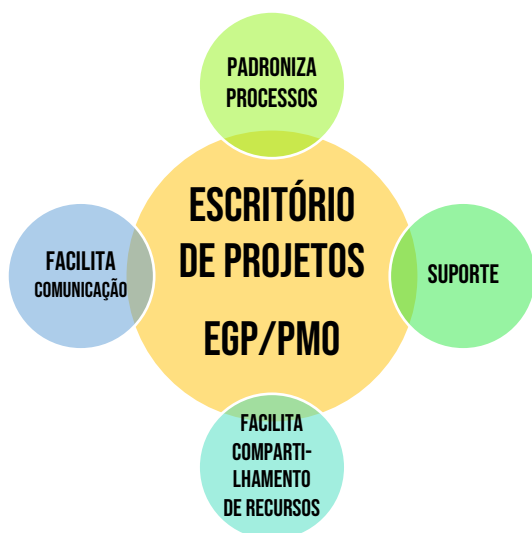 PADRONIZA
PROCESSOS
ESCRITÓRIO
DE PROJETOS
EGP/PMO
FACILITA
COMUNICAÇÃO
SUPORTE
FACILITA
COMPARTI-
LHAMENTO
DE RECURSOS